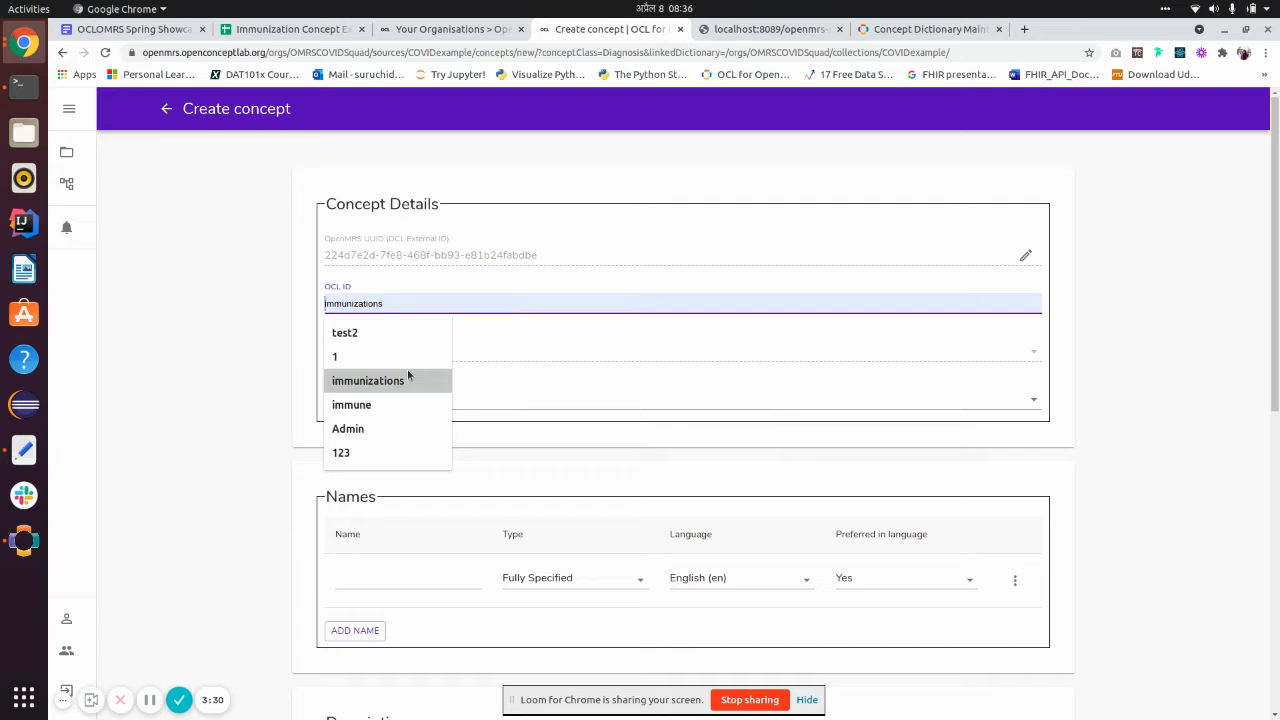 Activities
Google Chrome
अप्रैल 8 08:36
OCLOMRS Spring Showca
Immunization Concept E
Your Organisations > Op
Create concept | OCL for
localhost:8089/openmrs-
Concept Dictionary Main
openmrs.openconceptlab.org/orgs/OMRSCOVIDSquad/sources/COVIDexample/concepts/new/?conceptClass=Diagnosis&linkedDictionary=/orgs/OMRSCOVIDSquad/collections/COVIDexample/
Apps
Personal Lear...
DAT101x Cour...
Mail - suruchid...
Try Jupyter!
Visualize Pyth...
The Python St...
OCL for Open...
17 Free Data S...
FHIR presenta...
FHIR_API_Doc...
Download Ud...
Create concept
Concept Details
OpenMRS UUID (OCL External ID)
224d7e2d-7fe8-468f-bb93-e81b24fabdbe
OCL ID
immunizations
test2
1
immunizations
immune
Admin
123
Names
Name Type Language Preferred in language
Fully Specified English (en) Yes
ADD NAME
3:30
Loom for Chrome is sharing your screen.
Stop sharing
Hide